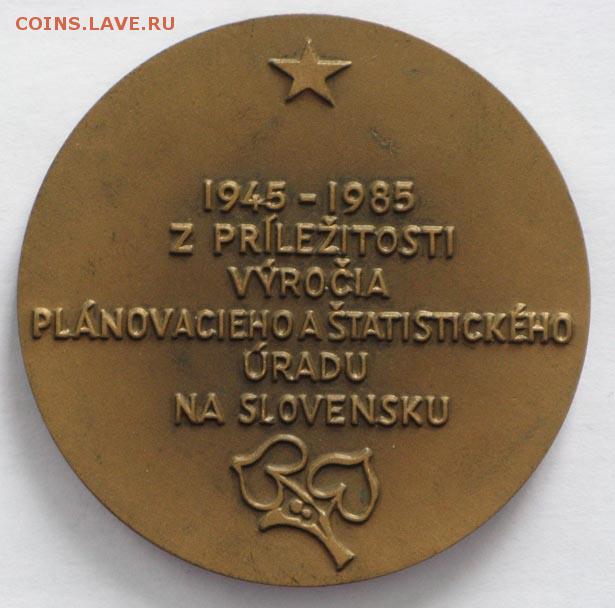 COINS.LAVE.RU
1945 - 1985
Z PRÍLEŽITOSTI
VÝROČIA
PLÁNOVACIEHO A ŠTATISTICKÉHO
ÚRADU
NA SLOVENSKU